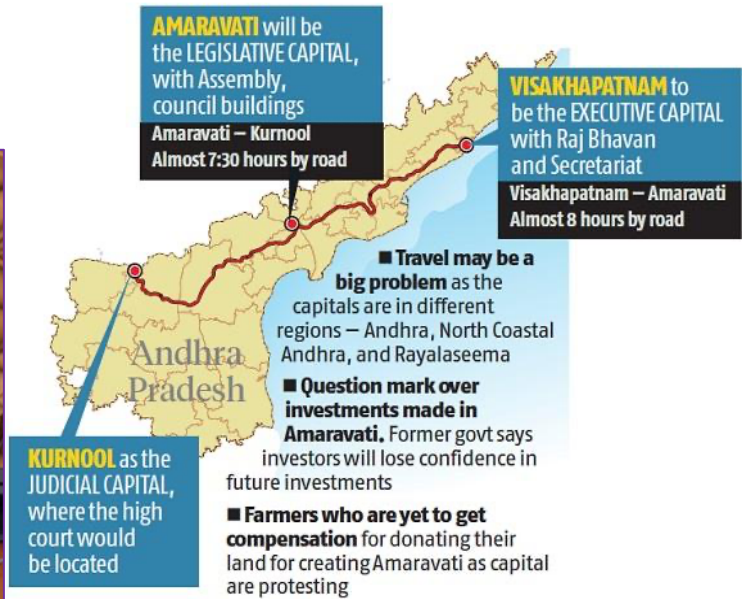 AMARAVATI will be
the LEGISLATIVE CAPITAL,
with Assembly,
council buildings
Amaravati – Kurnool
Almost 7:30 hours by road
VISAKHAPATNAM to
be the EXECUTIVE CAPITAL
with Raj Bhavan
and Secretariat
Visakhapatnam – Amaravati
Almost 8 hours by road
■ Travel may be a
big problem as the
capitals are in different
regions – Andhra, North Coastal
Andhra, and Rayalaseema
Andhra
Pradesh
■ Question mark over
investments made in
Amaravati. Former govt says
investors will lose confidence in
future investments
KURNOOL as the
JUDICIAL CAPITAL,
where the high
court would
be located
■ Farmers who are yet to get
compensation for donating their
land for creating Amaravati as capital
are protesting